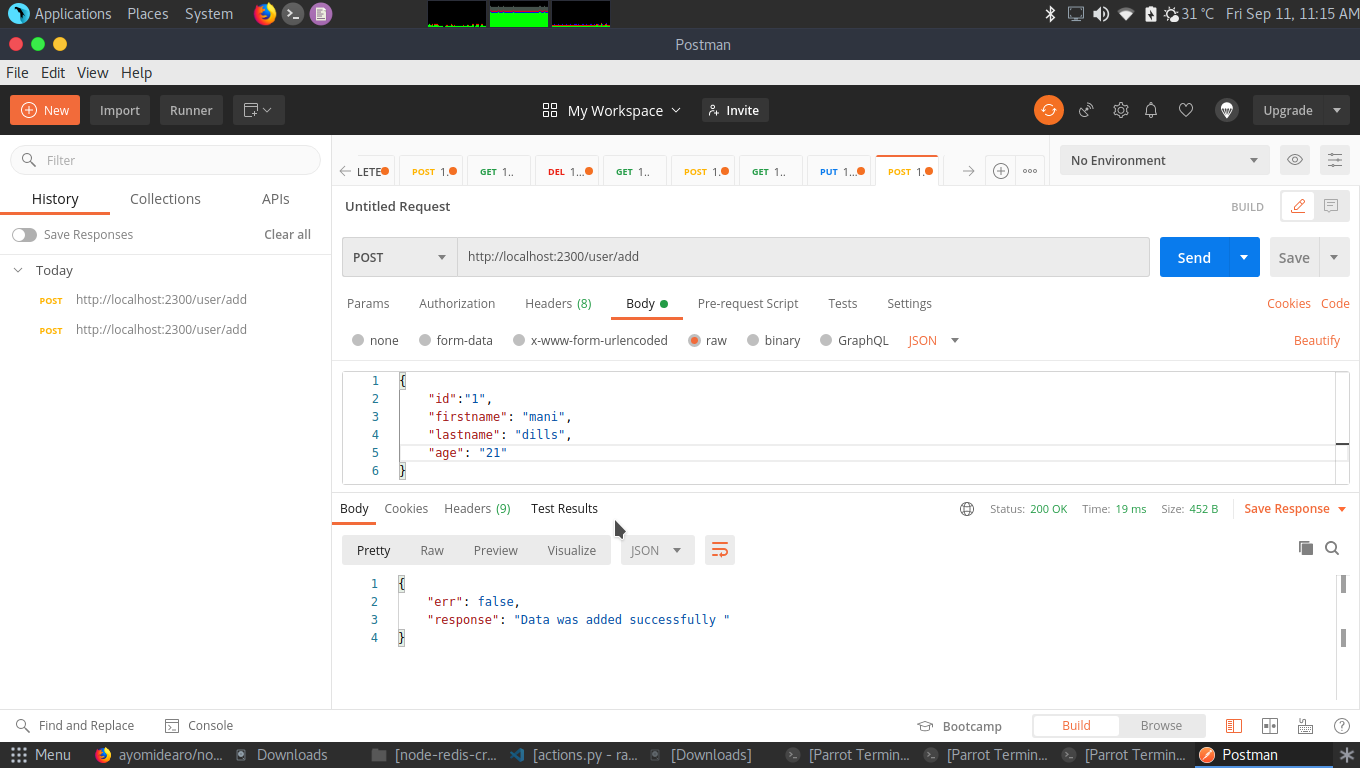 Applications Places System 31 °C Fri Sep 11, 11:15 AM
Postman
File Edit View Help
New Import Runner My Workspace Invite Upgrade
Filter
LETE POST 1. GET 1.. DEL 1... GET 1.. POST 1. GET 1.. PUT 1... POST 1. No Environment
History Collections APIs
Untitled Request BUILD
Save Responses Clear all
POST http://localhost:2300/user/add Send Save
Today
POST http://localhost:2300/user/add
POST http://localhost:2300/user/add
Params Authorization Headers (8) Body Pre-request Script Tests Settings Cookies Code
none form-data x-www-form-urlencoded raw binary GraphQL JSON Beautify
1 {
2 "id":"1",
3 "firstname": "mani",
4 "lastname": "dills",
5 "age": "21"
6 }
Body Cookies Headers (9) Test Results Status: 200 OK Time: 19 ms Size: 452 B Save Response
Pretty Raw Preview Visualize JSON
1 {
2 "err": false,
3 "response": "Data was added successfully "
4 }
Find and Replace Console Bootcamp Build Browse
Menu ayomidearo/no... Downloads [node-redis-cr... [actions.py - ra... [Downloads] [Parrot Termin... [Parrot Termin... [Parrot Termin... Postman